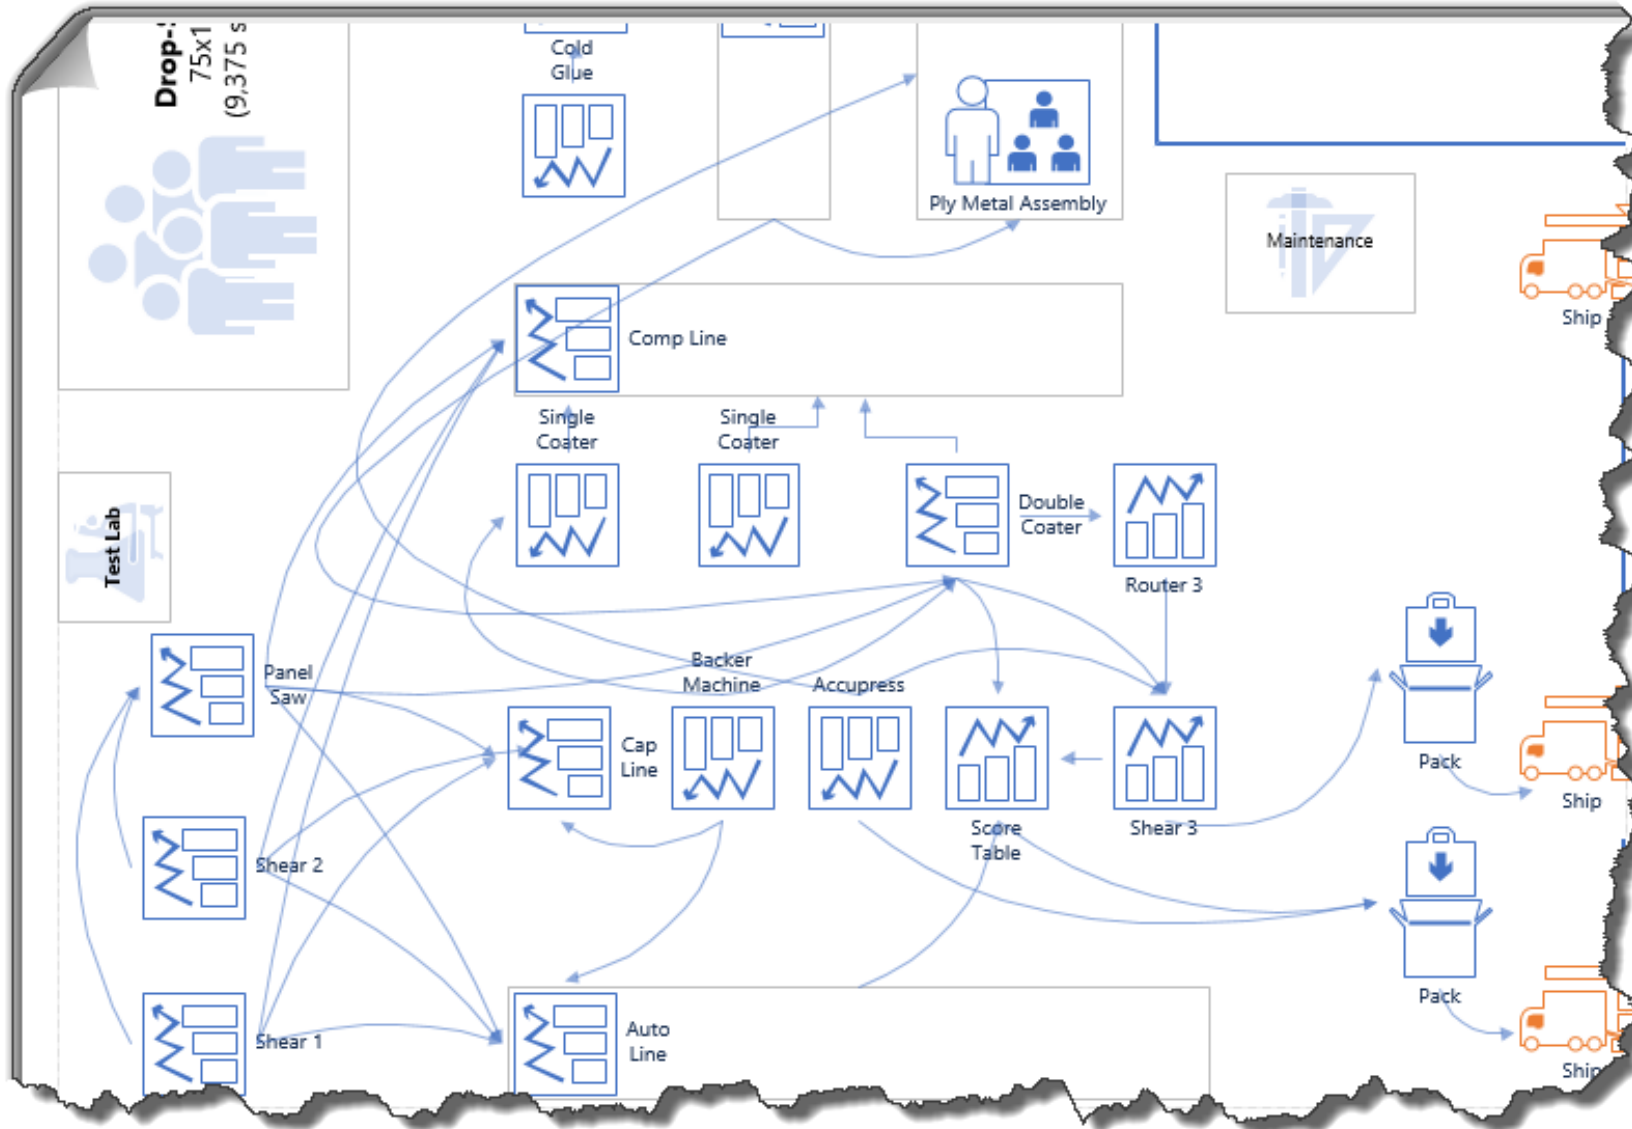 Drop-
75x1
(9,375 s
Cold
Glue
Ply Metal Assembly
Maintenance
Ship
Comp Line
Single
Coater
Single
Coater
Double
Coater
Router 3
Test Lab
Panel
Saw
Backer
Machine
Accupress
Cap
Line
Pack
Ship
Shear 2
Score
Table
Shear 3
Pack
Shear 1
Auto
Line
Ship